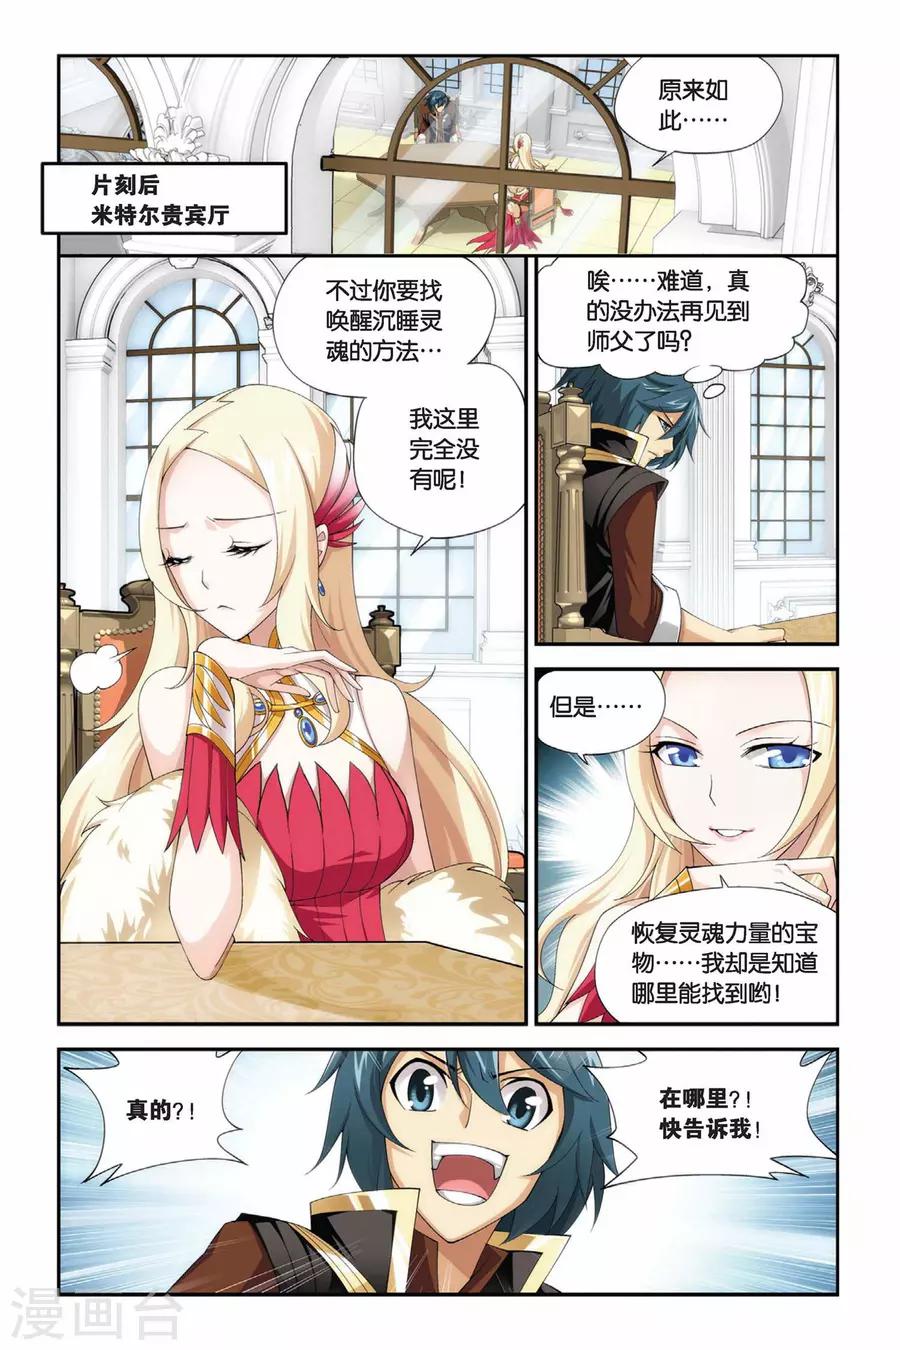 原来如
此……
片刻后
米特尔贵宾厅
不过你要找
唤醒沉睡灵
魂的方法…
我这里
完全没
有呢！
唉……难道，真
的没办法再见到
师父了吗？
但是……
恢复灵魂力量的宝
物……我却是知道
哪里能找到哟！
真的？！
在哪里？！
快告诉我！
漫画台